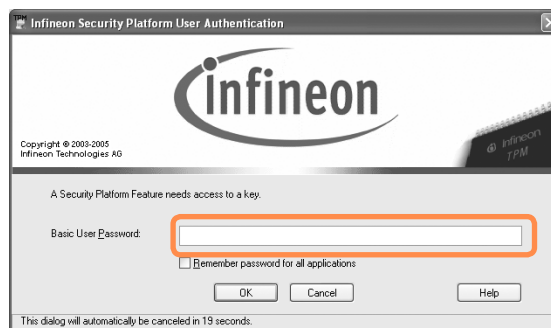 TPM
Infineon Security Platform User Authentication
infineon
Copyright © 2003-2005
Infineon Technologies AG
infineon
TPM
A Security Platform Feature needs access to a key.
Basic User Password:
Remember password for all applications
OK Cancel Help
This dialog will automatically be canceled in 19 seconds.